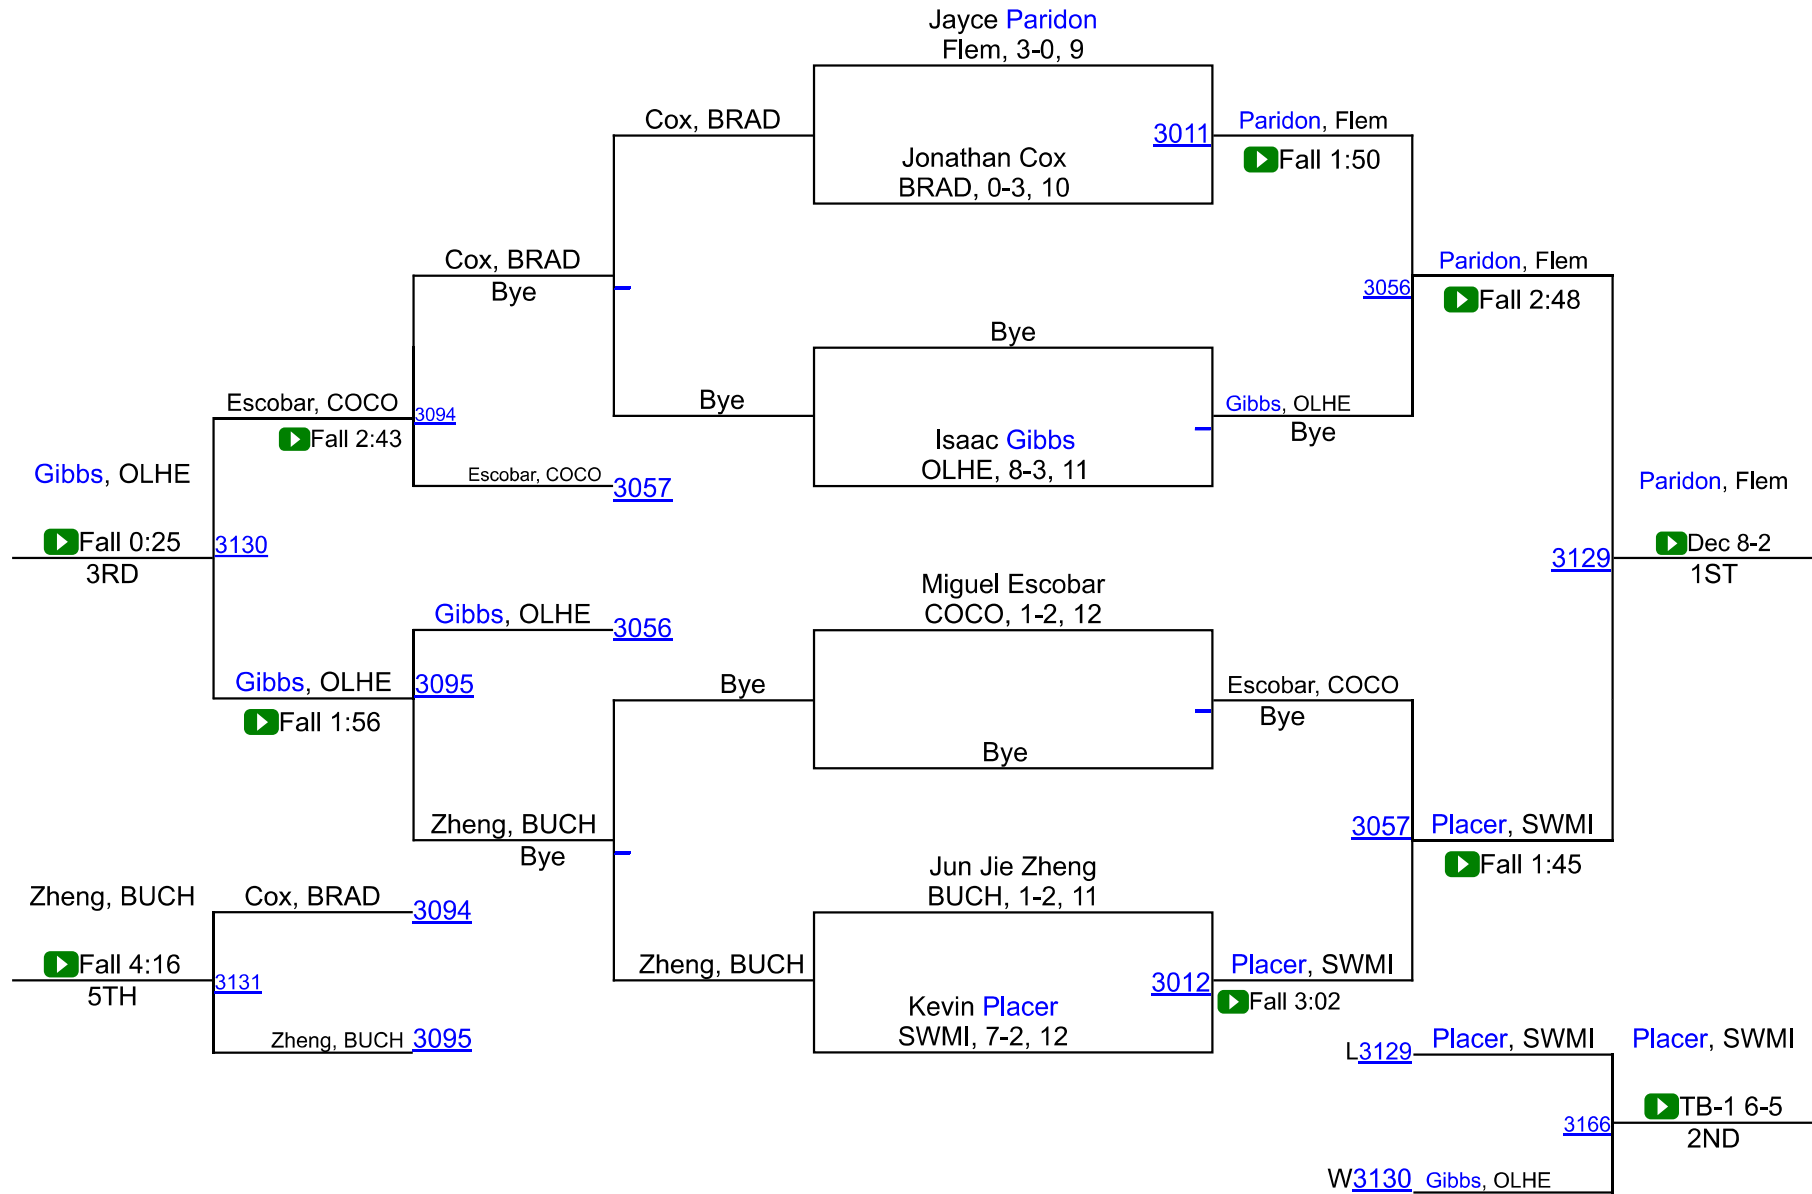 Jayce Paridon
Flem, 3-0, 9
Cox, BRAD
3011
Paridon, Flem
Fall 1:50
Jonathan Cox
BRAD, 0-3, 10
Cox, BRAD
Bye
3056
Paridon, Flem
Fall 2:48
Bye
Escobar, COCO
Fall 2:43
3094
Bye
Gibbs, OLHE
Bye
Isaac Gibbs
OLHE, 8-3, 11
Escobar, COCO
3057
Gibbs, OLHE
Fall 0:25
3RD
3130
Paridon, Flem
3129
Dec 8-2
1ST
Miguel Escobar
COCO, 1-2, 12
Gibbs, OLHE
3056
Gibbs, OLHE
Fall 1:56
3095
Bye
Escobar, COCO
Bye
Bye
Zheng, BUCH
Bye
3057
Placer, SWMI
Fall 1:45
Jun Jie Zheng
BUCH, 1-2, 11
Zheng, BUCH
Cox, BRAD
3094
Fall 4:16
5TH
3131
Zheng, BUCH
3012
Placer, SWMI
Fall 3:02
Kevin Placer
SWMI, 7-2, 12
Zheng, BUCH
3095
L3129
Placer, SWMI
Placer, SWMI
3166
TB-1 6-5
2ND
W3130
Gibbs, OLHE